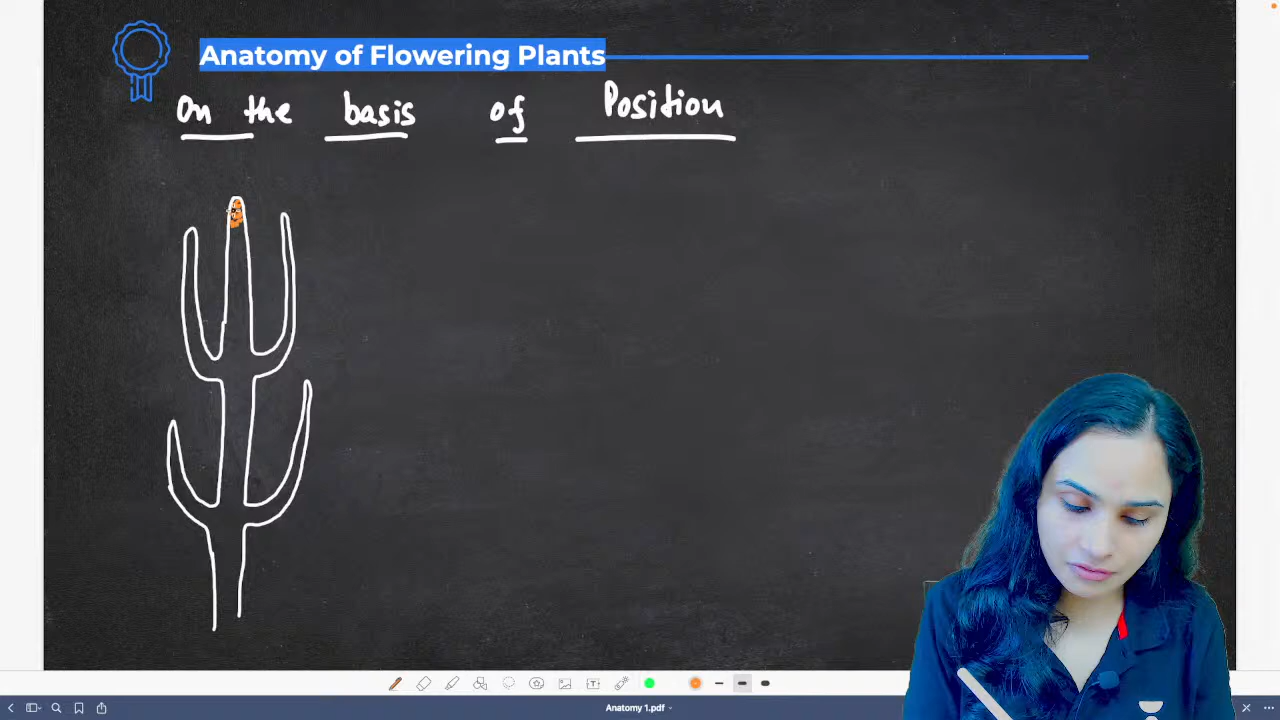 Anatomy of Flowering Plants
On the basis of Position
Anatomy 1.pdf